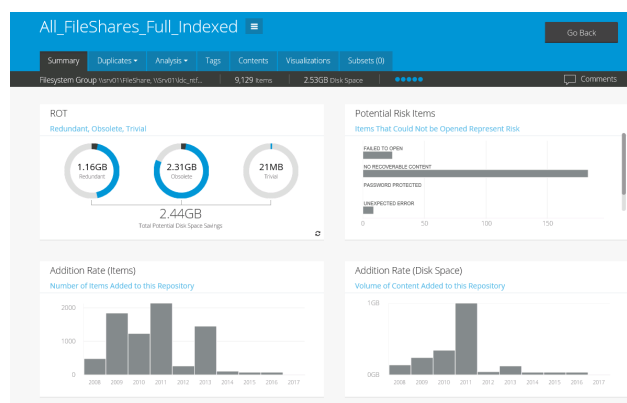 All_FileShares_Full_Indexed
Go Back
Summary Duplicates Analysis Tags Contents Visualizations Subsets (0)
Filesystem Group \\srv01\FileShare, 9,129 Items 2.53GB Disk Space Comments
ROT
Redundant, Obsolete, Trivial
1.16GB 2.31GB 21MB
Redundant Obsolete Trivial
2.44GB
Total Potential Disk Space Savings
Potential Risk Items
Items That Could Not be Opened Represent Risk
FAILED TO OPEN
NO RECOVERABLE CONTENT
PASSWORD PROTECTED
UNEXPECTED ERROR
0 50 100 150
Addition Rate (Items)
Number of Items Added to this Repository
2000
1000
0
2008 2009 2010 2011 2012 2013 2014 2015 2016 2017
Addition Rate (Disk Space)
Volume of Content Added to this Repository
1GB
0GB
2008 2009 2010 2011 2012 2013 2014 2015 2016 2017